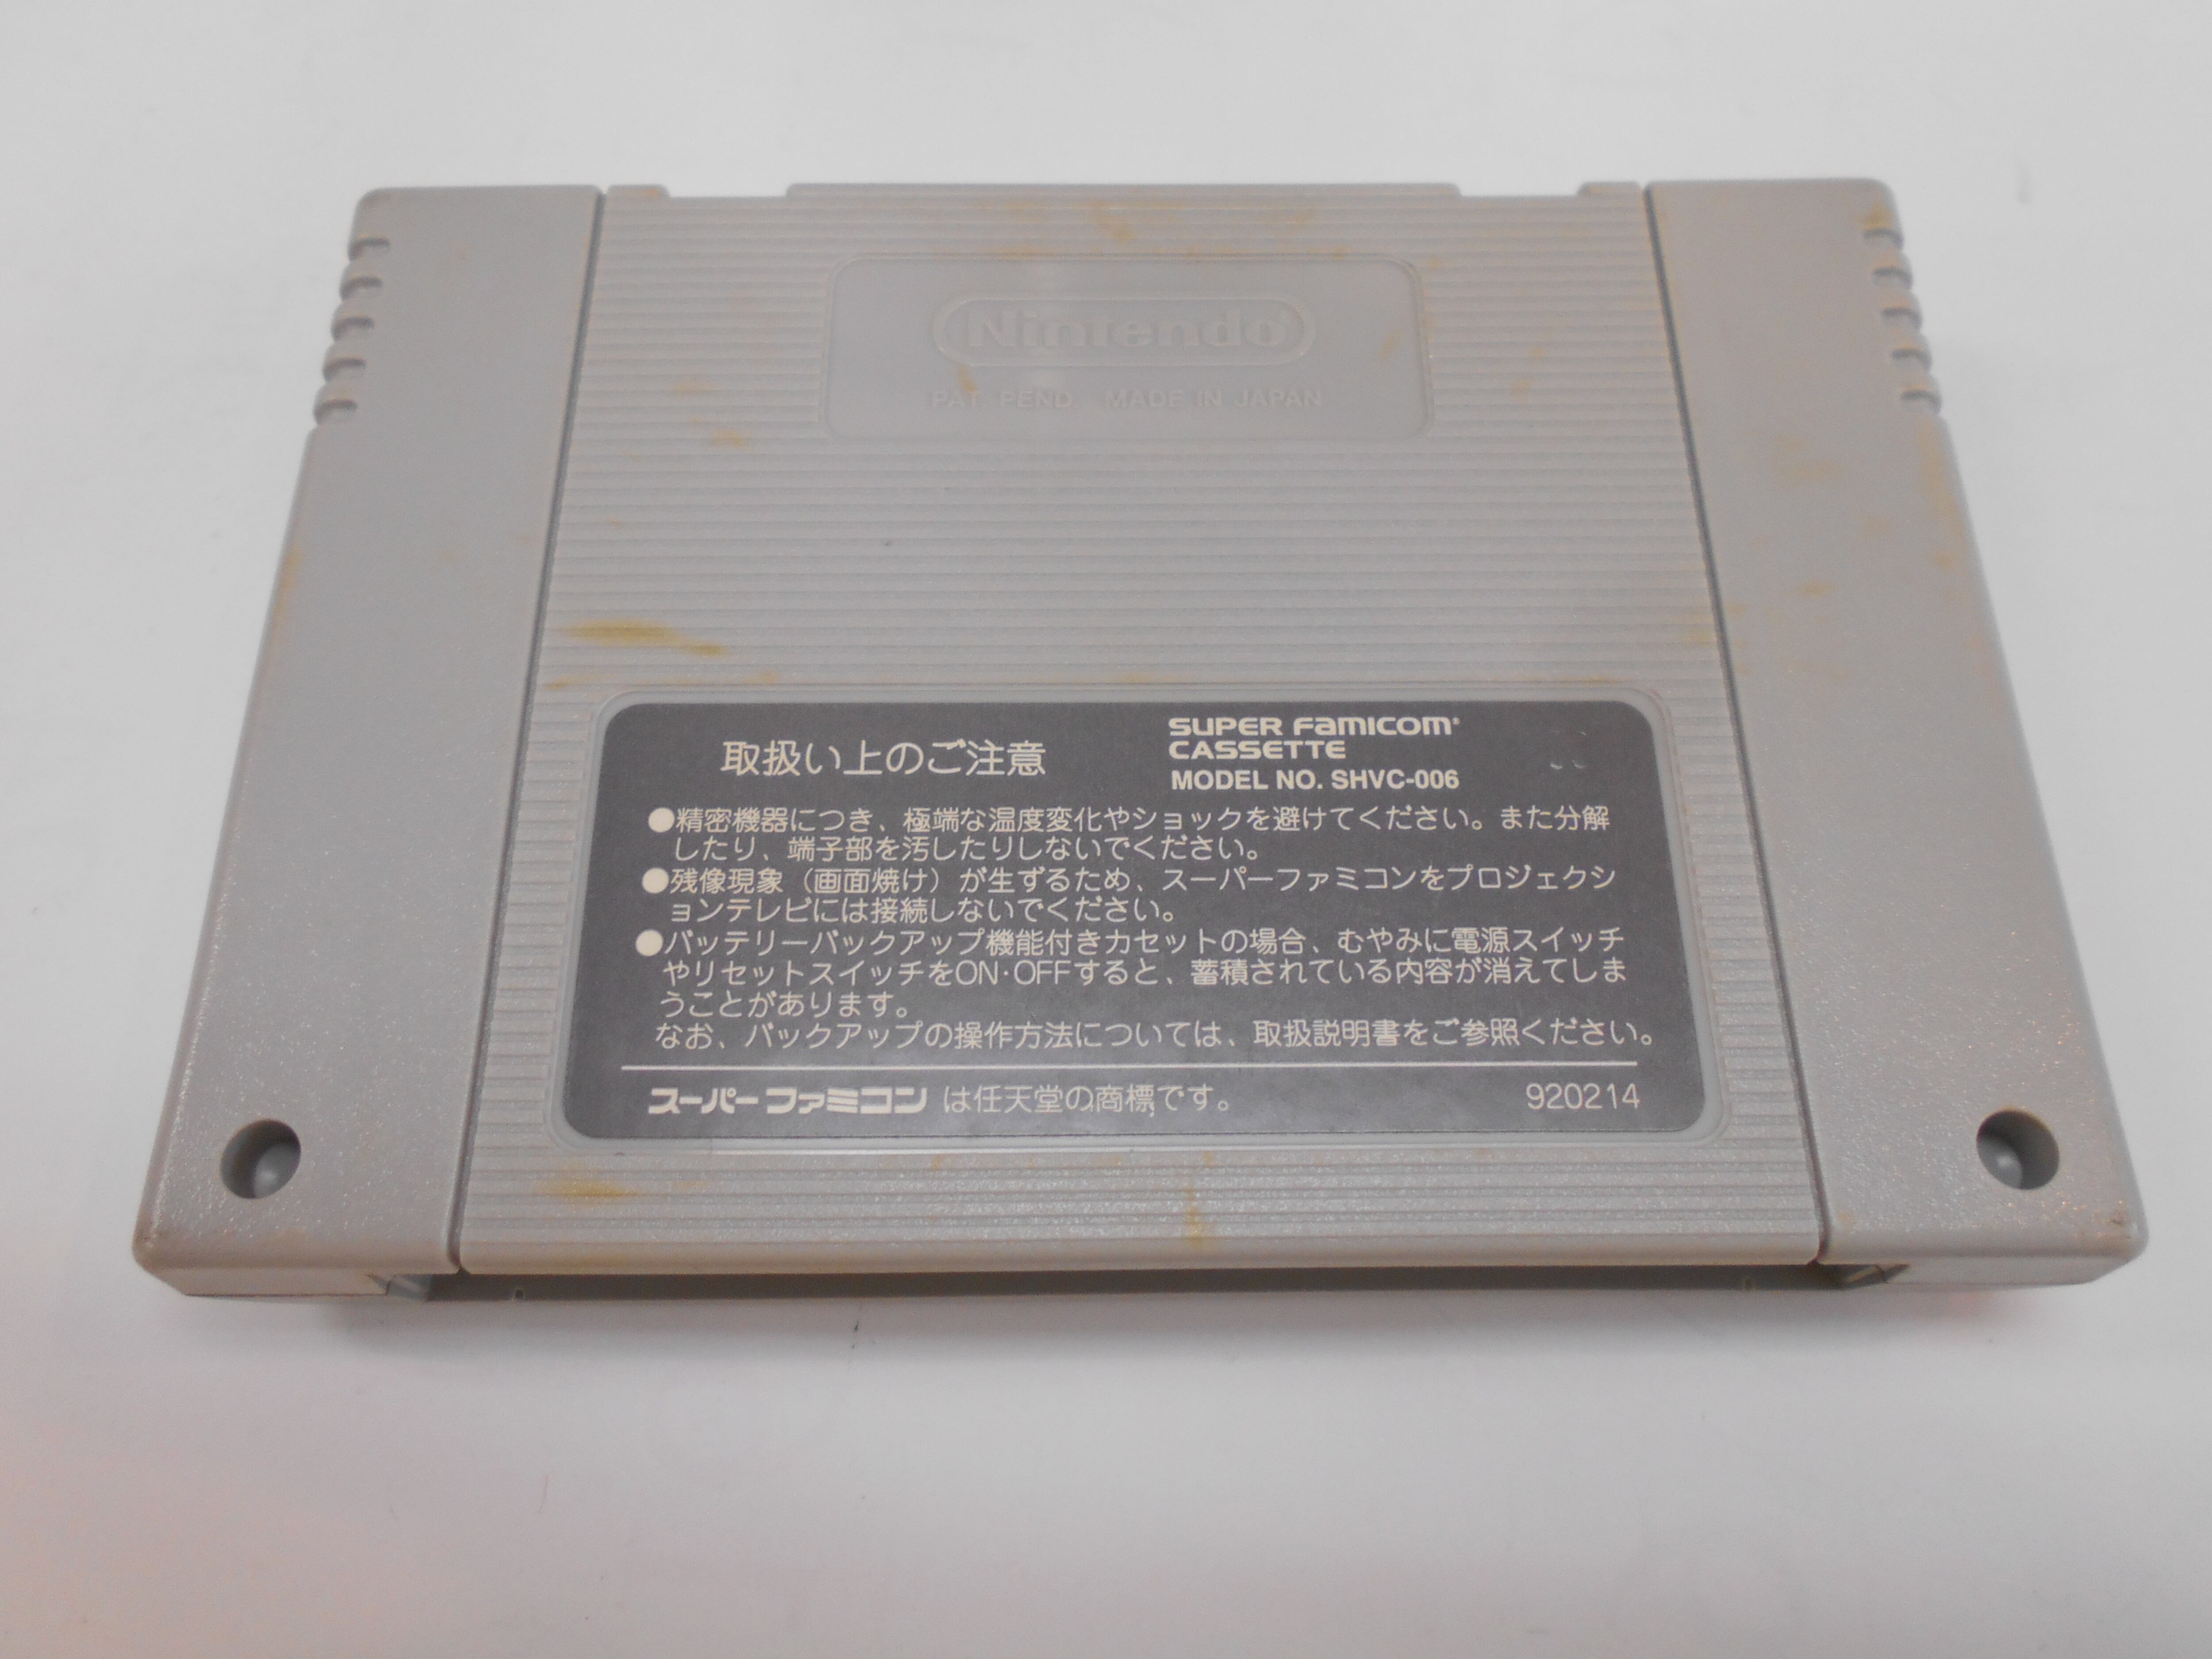 Nintendo
PAT. PEND. MADE IN JAPAN
取扱い上のご注意
SUPER FAMICOM
CASSETTE
MODEL NO. SHVC-006
●精密機器につき、極端な温度変化やショックを避けてください。また分解
したり、端子部を汚したりしないでください。
●残像現象（画面焼け）が生ずるため、スーパーファミコンをプロジェクシ
ョンテレビには接続しないでください。
●バッテリーバックアップ機能付きカセットの場合、むやみに電源スイッチ
やリセットスイッチをON·OFFすると、蓄積されている内容が消えてしま
うことがあります。
なお、バックアップの操作方法については、取扱説明書をご参照ください。
スーパーファミコン は任天堂の商標です。 920214